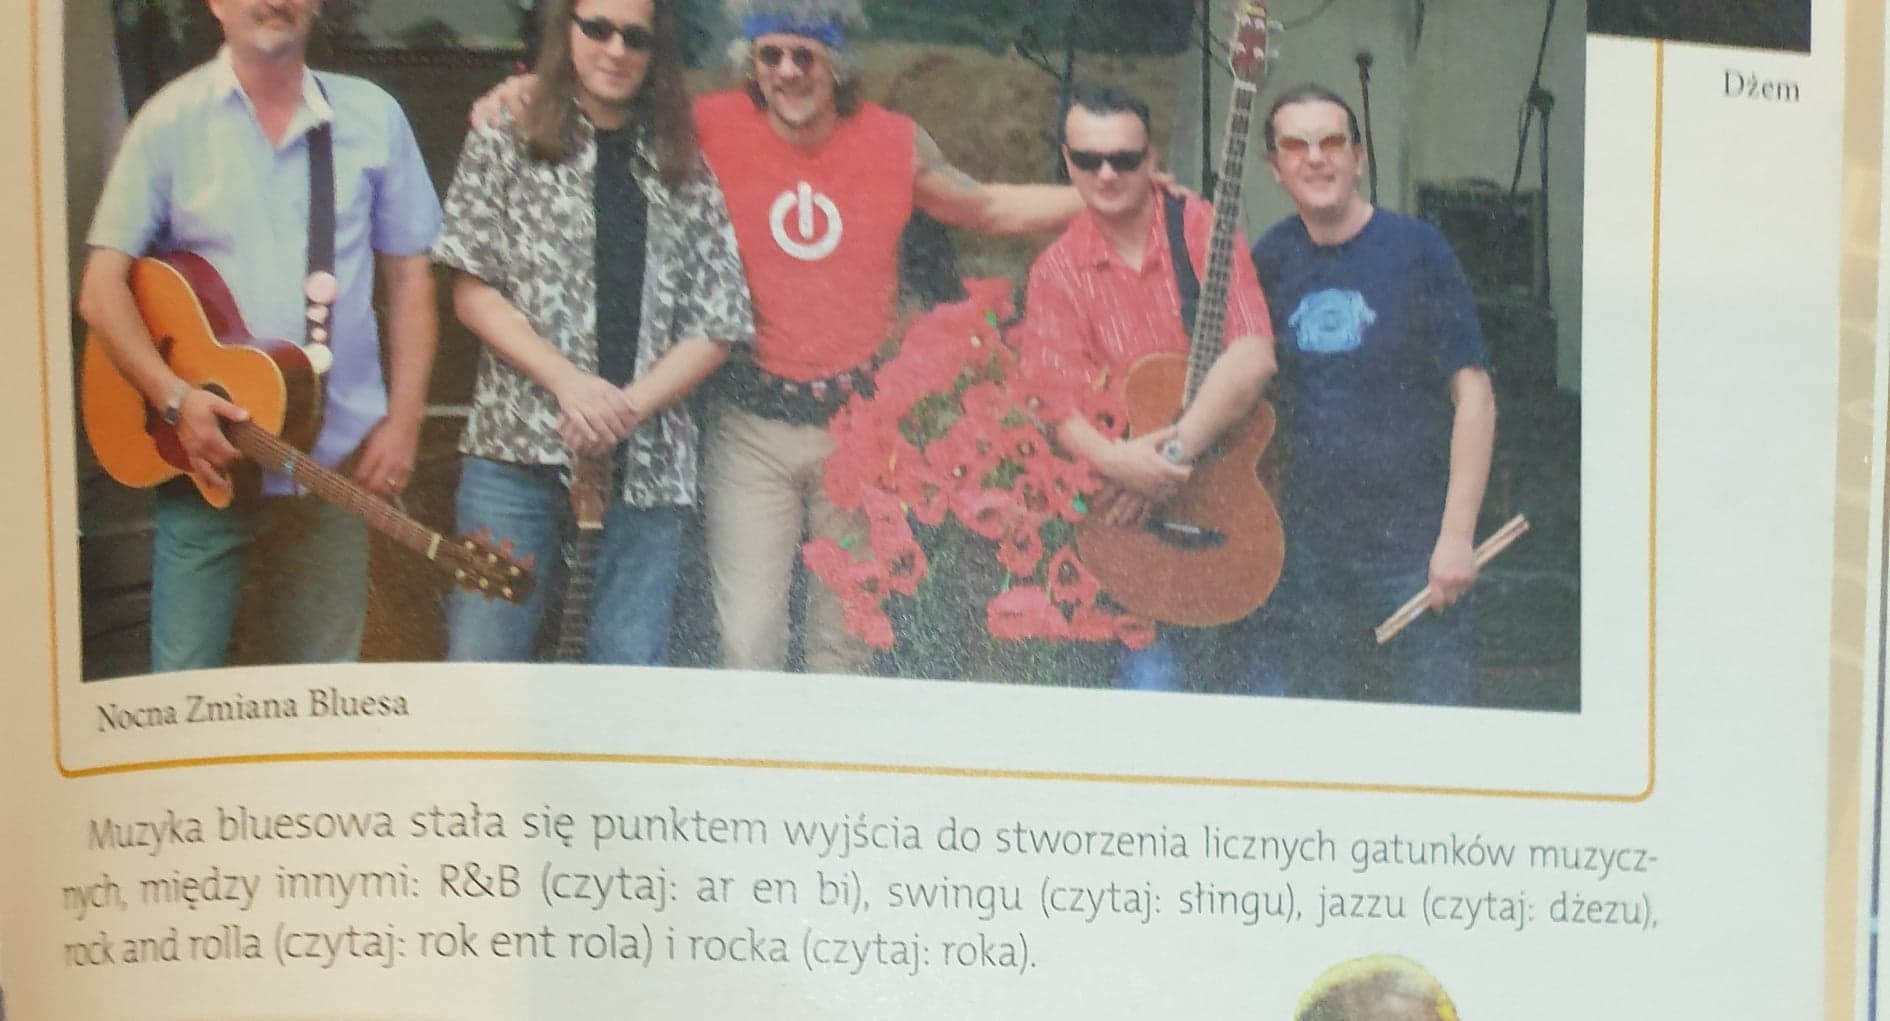 Dżem
Nocna Zmiana Bluesa
Muzyka bluesowa stała się punktem wyjścia do stworzenia licznych gatunków muzycz-
nych, między innymi: R&B (czytaj: ar en bi), swingu (czytaj: słingu), jazzu (czytaj: dżezu),
rock and rolla (czytaj: rok ent rola) i rocka (czytaj: roka).